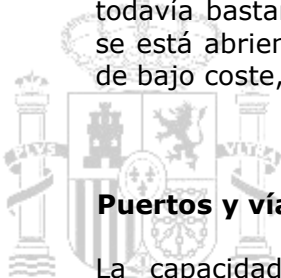 todavía bastan
se está abrien
de bajo coste,
PLVS VLTRA
Puertos y vía
La capacidad